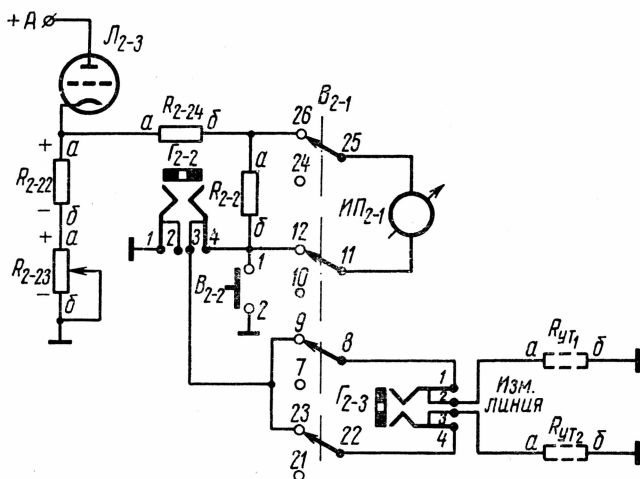 +A
Л2-3
+ а
R2-22
- б
+ а
R2-23
- б
а R2-24 б
Г2-2
1 2 3 4
а
R2-2
б
В2-2
1
2
В2-1
26
25
24
ИП2-1
12
11
10
9
8
7
23
22
21
Г2-3
1
2
3
4
Изм.
линия
а Rут1 б
а Rут2 б